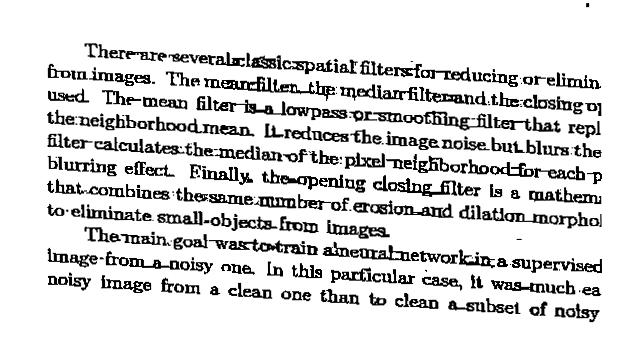 There are several classic spatial filters for reducing or elimin
from images. The mean filter, the median filter and the closing op
used. The mean filter is a lowpass or smoothing filter that repl
the neighborhood mean. It reduces the image noise but blurs the
filter calculates the median of the pixel neighborhood for each p
blurring effect. Finally, the opening closing filter is a mathem
that combines the same number of erosion and dilation morphol
to eliminate small objects from images.
The main goal was to train a neural network in a supervised
image from a noisy one. In this particular case, it was much ea
noisy image from a clean one than to clean a subset of noisy